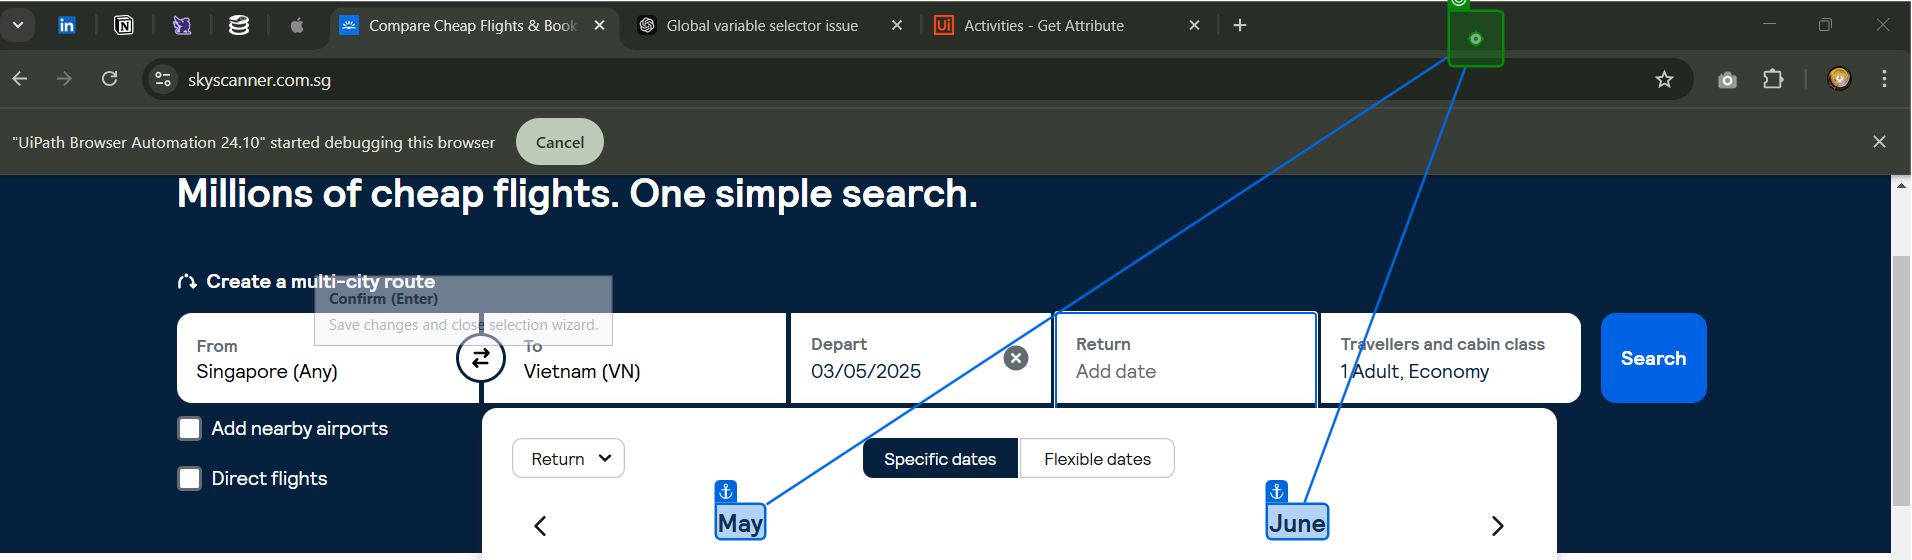 Compare Cheap Flights & Book
Global variable selector issue
Ui Activities - Get Attribute
skyscanner.com.sg
"UiPath Browser Automation 24.10" started debugging this browser
Cancel
Millions of cheap flights. One simple search.
Create a multi-city route
Confirm (Enter)
Save changes and close selection wizard.
From
Singapore (Any)
To
Vietnam (VN)
Depart
03/05/2025
Return
Add date
Travellers and cabin class
1 Adult, Economy
Search
Add nearby airports
Direct flights
Return
Specific dates
Flexible dates
May
June